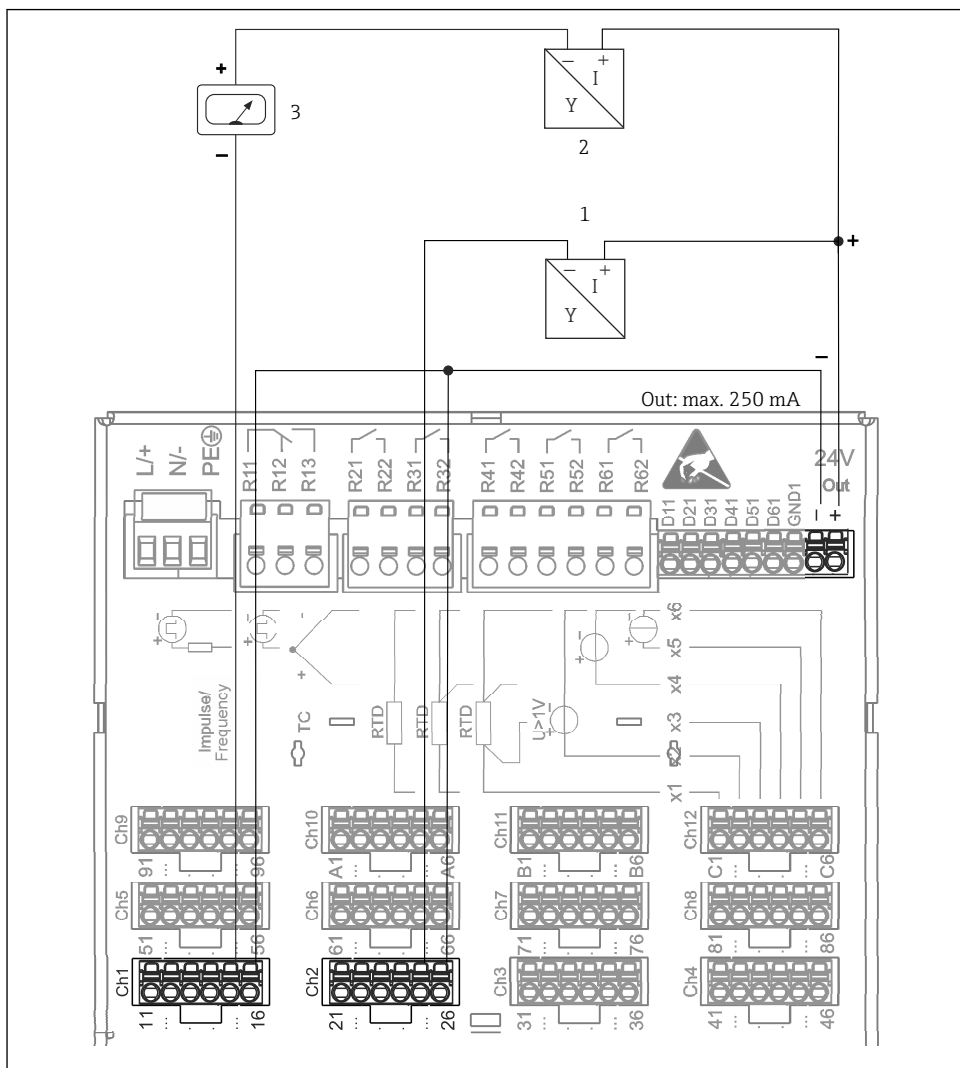 − +
I
Y
2
+
3
−
1
− +
I
Y
+
−
Out: max. 250 mA
L/+ N/- PE R11 R12 R13 R21 R22 R31 R32 R41 R42 R51 R52 R61 R62 24V
Out
D11 D21 D31 D41 D51 D61 GND1 − +
+ - + - - + + - + -
x6
x5
x4
x3
x2
x1
Impulse/
Frequency
TC
RTD RTD RTD
U>1V
+ -
Ch9 Ch10 Ch11 Ch12
91 ... . ... 96 A1 ... . ... A6 B1 ... . ... B6 C1 ... . ... C6
Ch5 Ch6 Ch7 Ch8
51 ... . ... 56 61 ... . ... 66 71 ... . ... 76 81 ... . ... 86
Ch1 Ch2 Ch3 Ch4
11 ... . ... 16 21 ... . ... 26 31 ... . ... 36 41 ... . ... 46